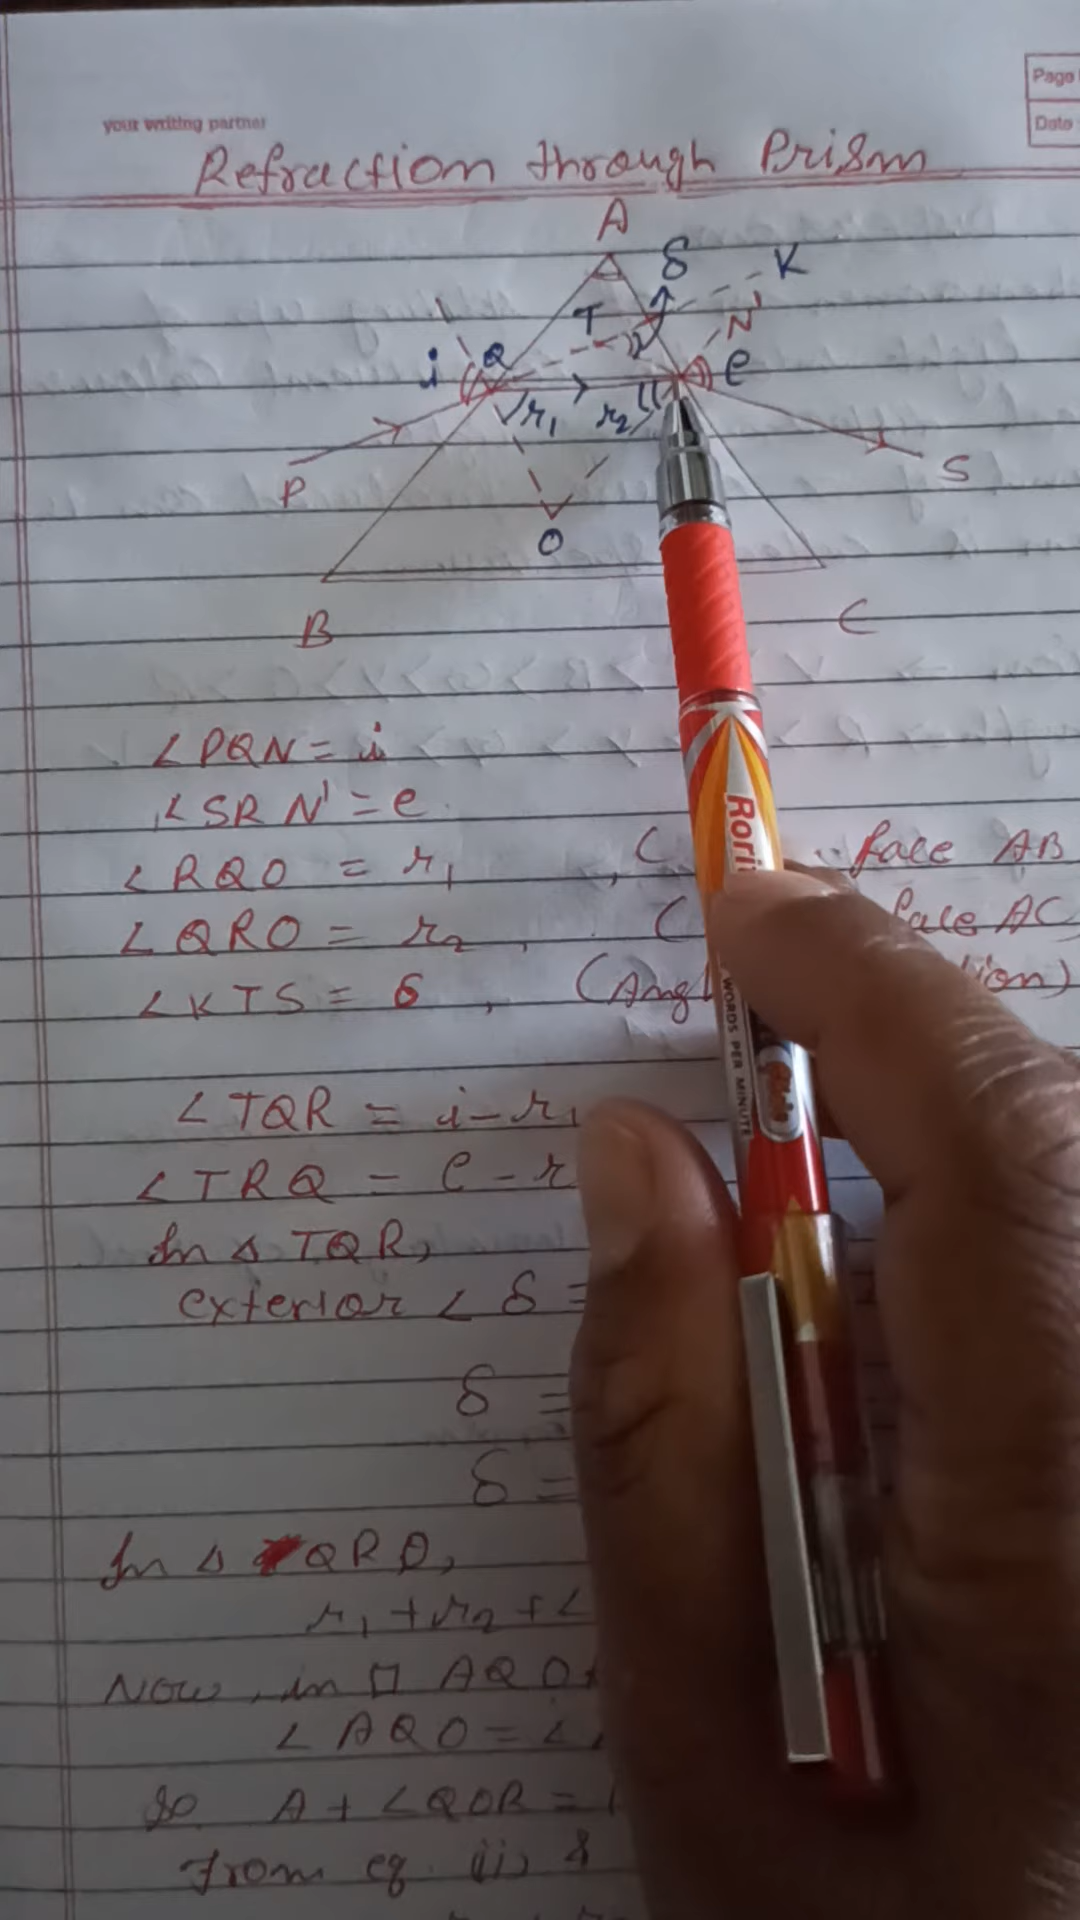 Page
your writing partner
Date
Refraction through Prism
A
δ
K
T
N'
i
Q
e
r₁
r₂
P
S
O
B
C
∠PQN = i
∠SRN' = e
∠RQO = r₁ , ( face AB
∠QRO = r₂ , ( face AC
∠KTS = δ , (Ang
∠TQR = i - r₁
∠TRQ = e - r
In Δ TQR,
exterior ∠ δ =
δ =
δ =
In Δ QRO,
r₁ + r₂ + ∠
Now, in □ AQO
∠AQO = ∠
So A + ∠QOR =
From eq. (i) &
Rori
WORDS PER MINUTE